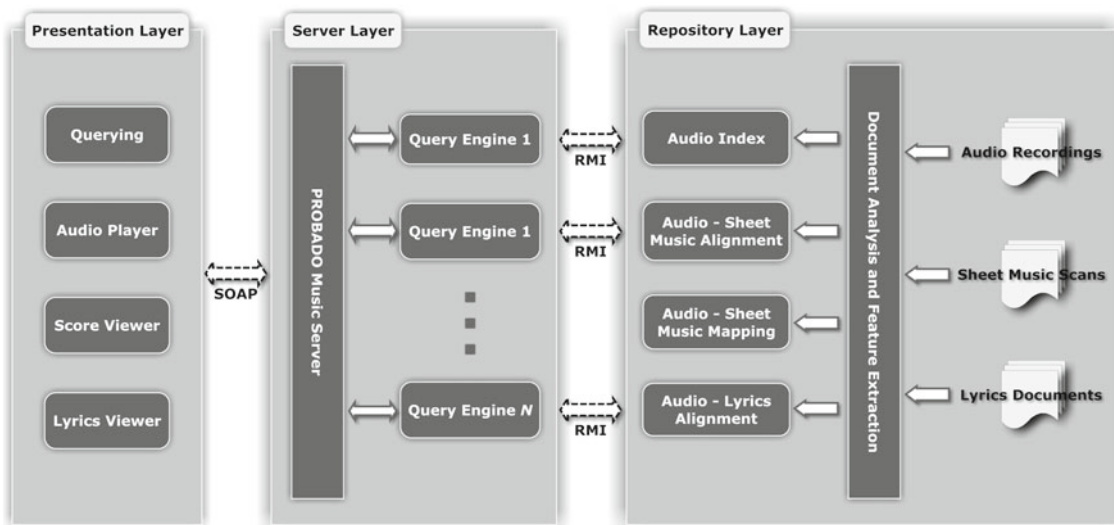 Presentation Layer
Querying
Audio Player
Score Viewer
Lyrics Viewer
SOAP
Server Layer
PROBADO Music Server
Query Engine 1
Query Engine 1
Query Engine N
RMI
RMI
RMI
Repository Layer
Audio Index
Audio - Sheet
Music Alignment
Audio - Sheet
Music Mapping
Audio - Lyrics
Alignment
Document Analysis and Feature Extraction
Audio Recordings
Sheet Music Scans
Lyrics Documents